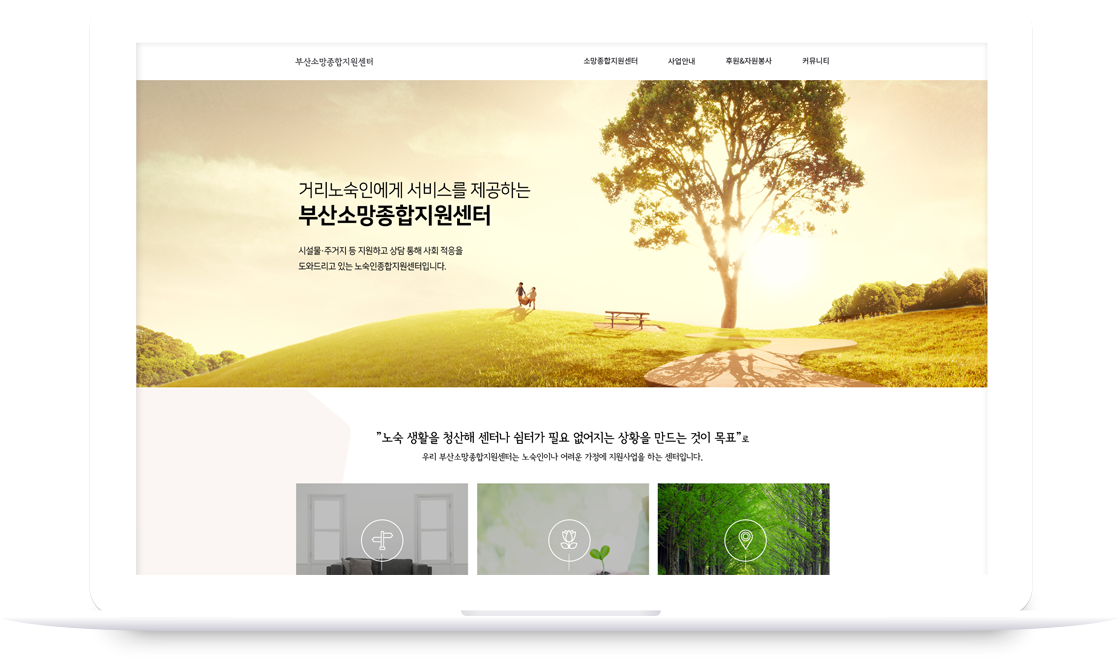 부산소망종합지원센터
소망종합지원센터 사업안내 후원&자원봉사 커뮤니티
거리노숙인에게 서비스를 제공하는
부산소망종합지원센터
시설물·주거지 등 지원하고 상담 통해 사회 적응을
도와드리고 있는 노숙인종합지원센터입니다.
"노숙 생활을 청산해 센터나 쉼터가 필요 없어지는 상황을 만드는 것이 목표"로
우리 부산소망종합지원센터는 노숙인이나 어려운 가정에 지원사업을 하는 센터입니다.